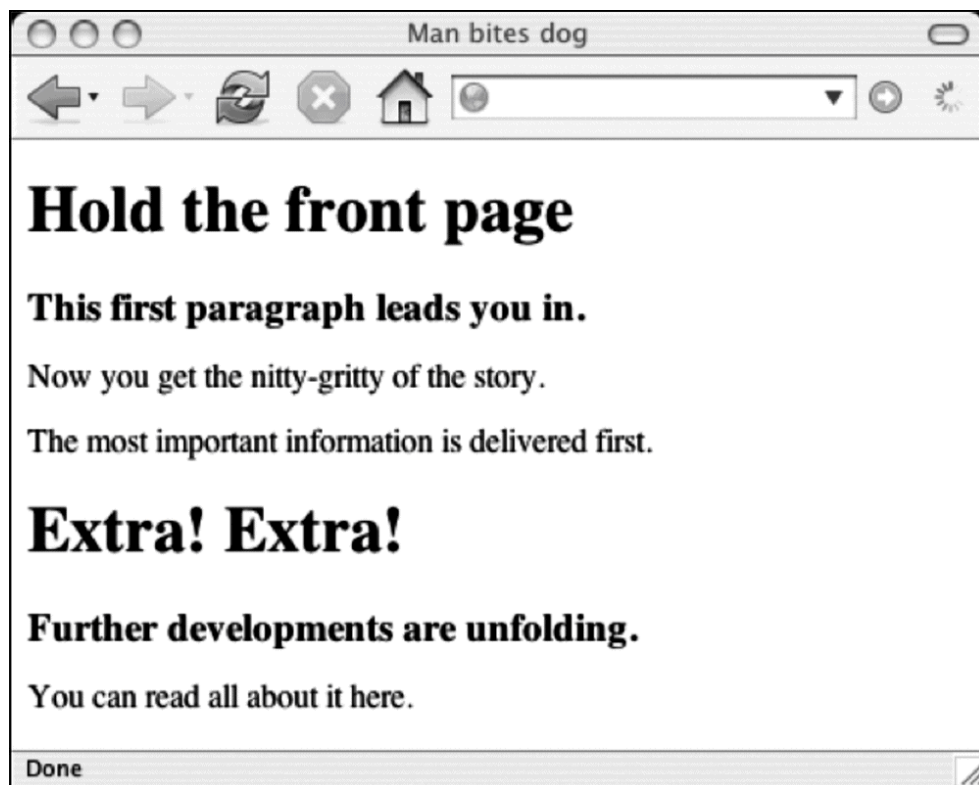 Man bites dog
Hold the front page
This first paragraph leads you in.
Now you get the nitty-gritty of the story.
The most important information is delivered first.
Extra! Extra!
Further developments are unfolding.
You can read all about it here.
Done